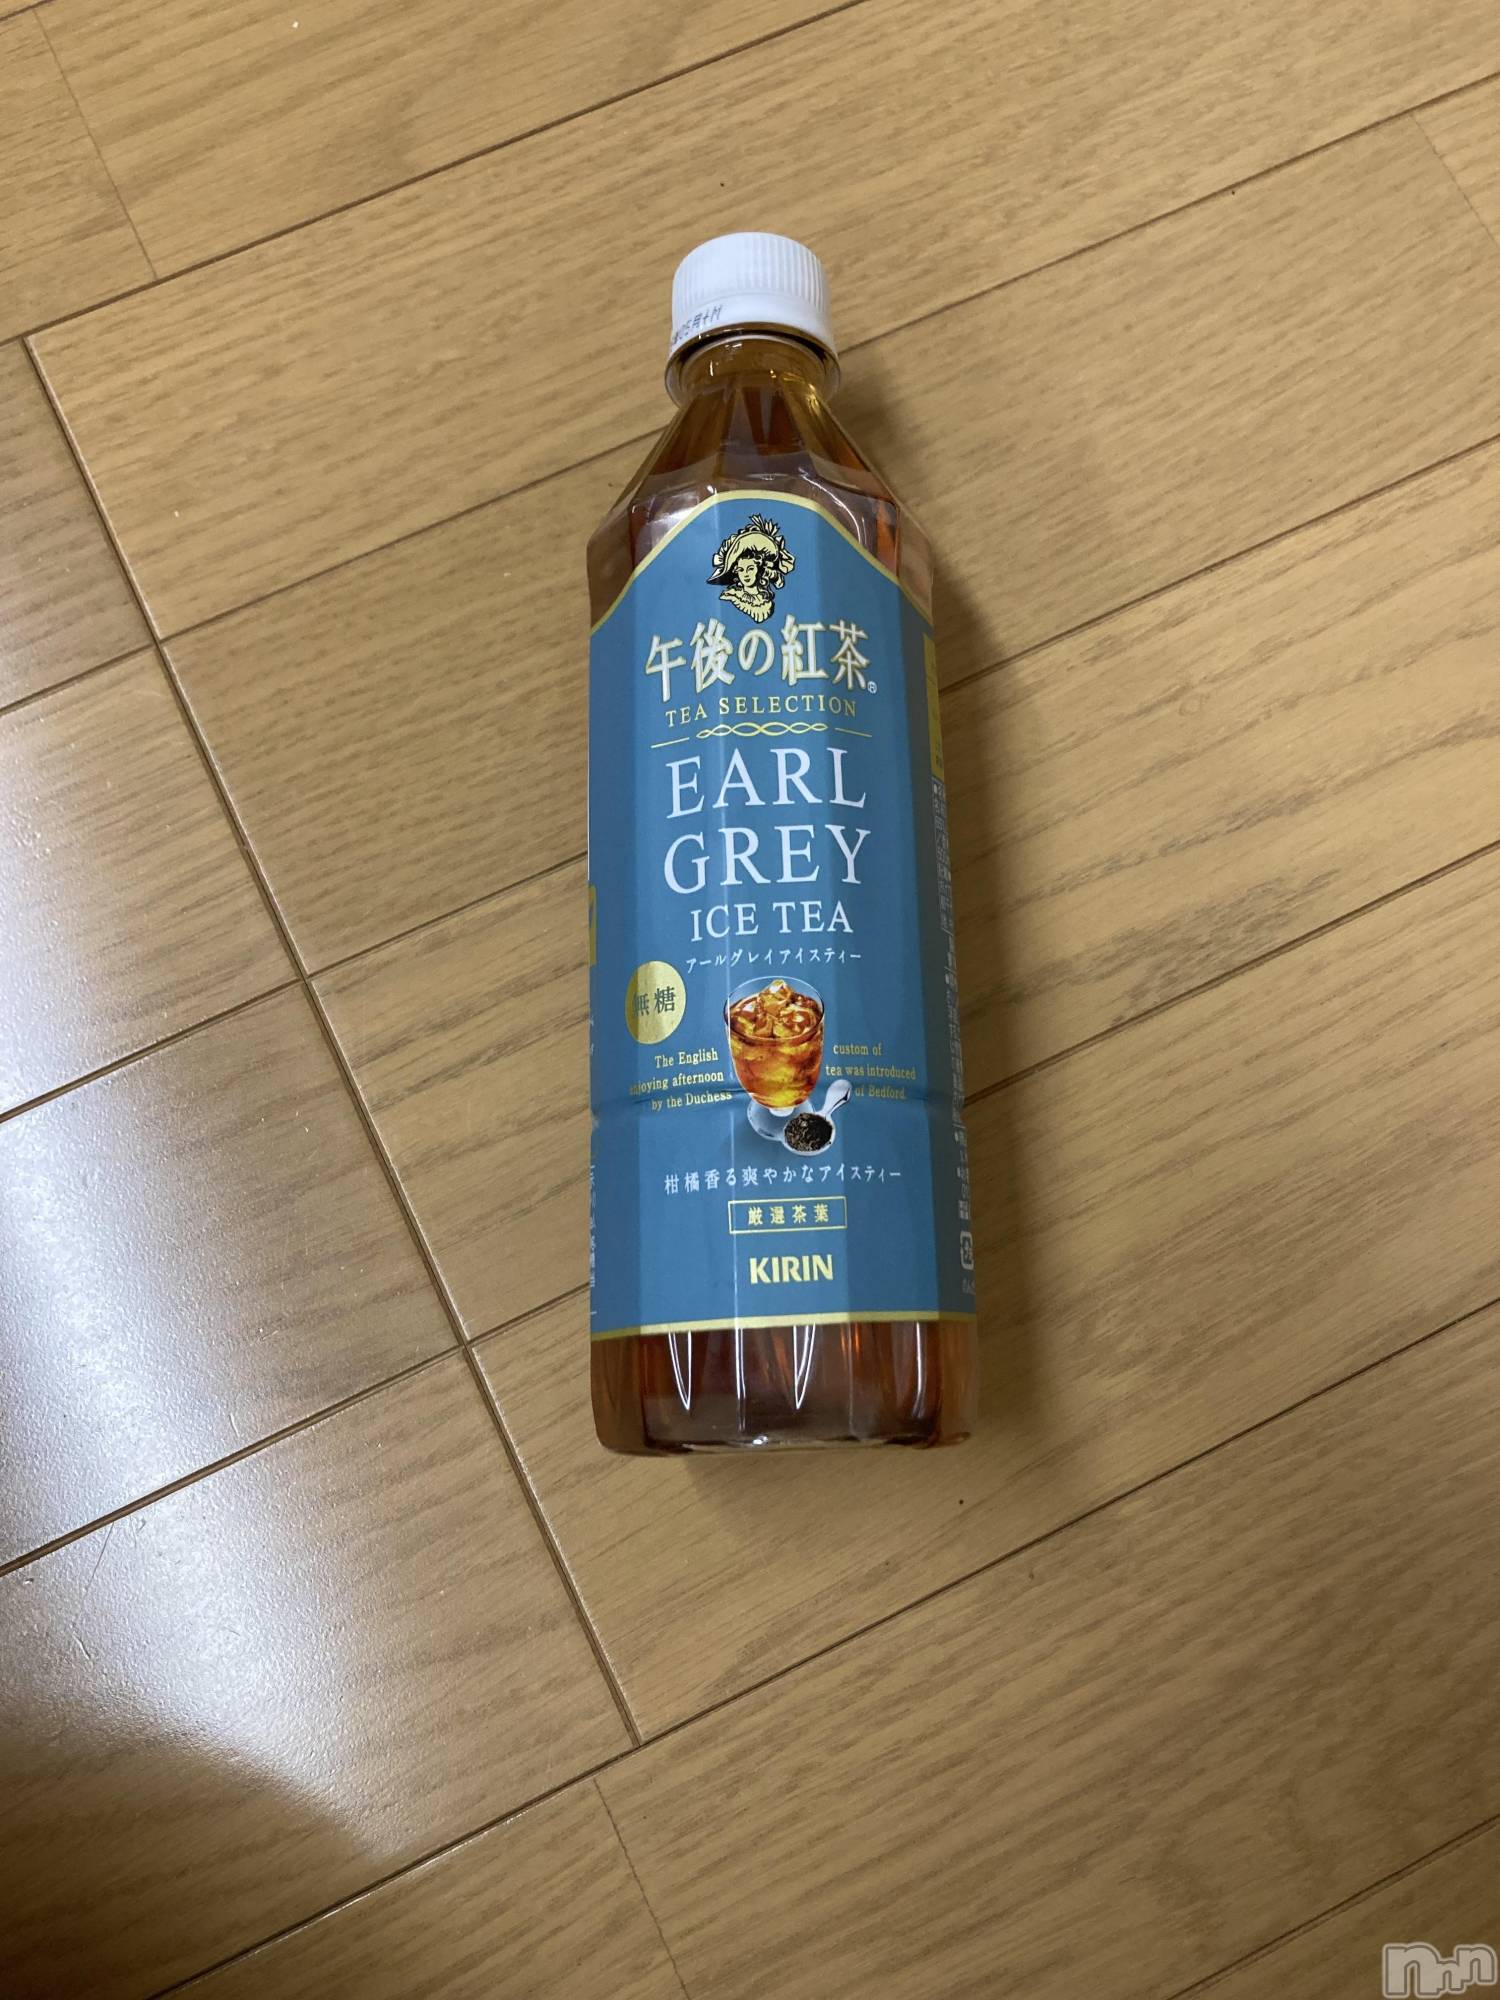 午後の紅茶®
TEA SELECTION
EARL
GREY
ICE TEA
アールグレイアイスティー
無糖
The English custom of
enjoying afternoon tea was introduced
by the Duchess of Bedford.
柑橘香る爽やかなアイスティー
厳選茶葉
KIRIN
nnn